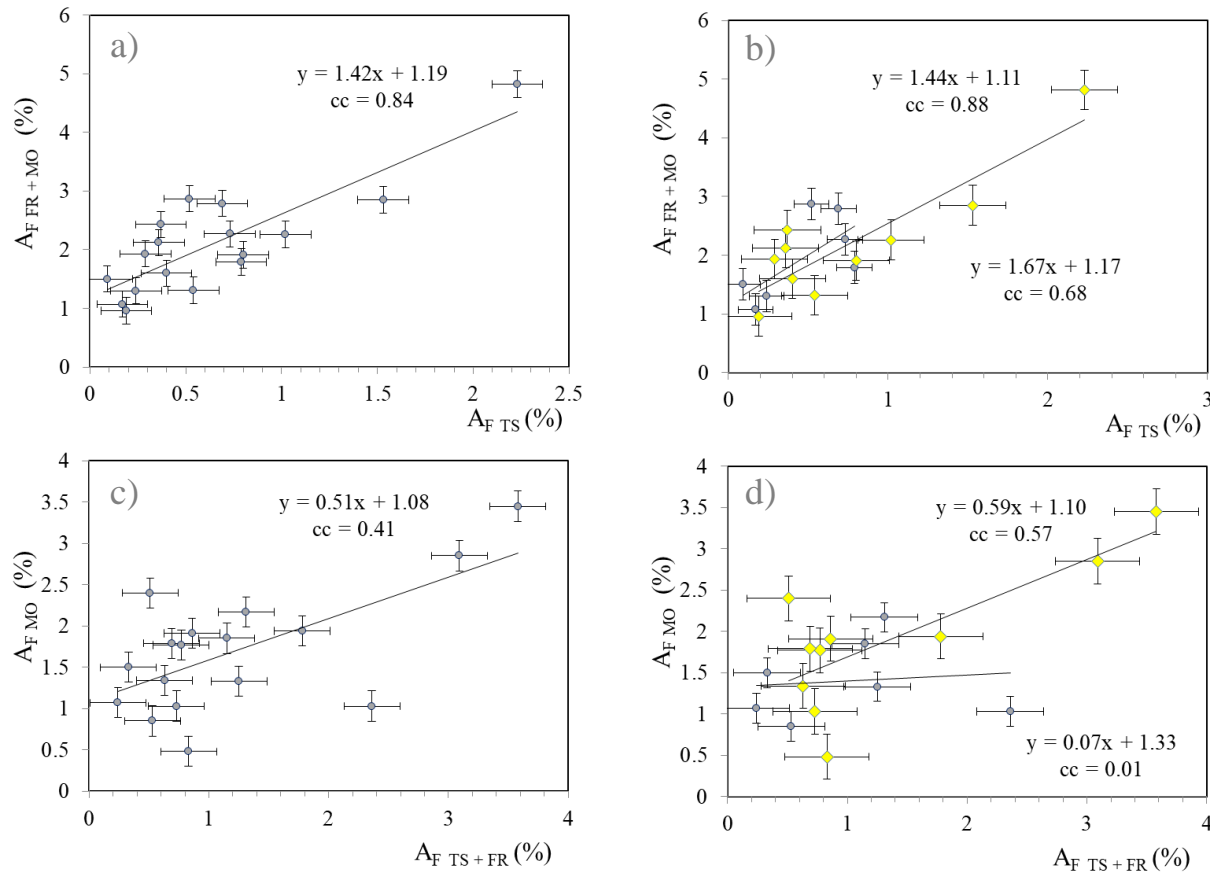 a)
y = 1.42x + 1.19
cc = 0.84
A F FR + MO (%)
6
5
4
3
2
1
0
0
0.5
1
1.5
2
2.5
A F TS (%)
b)
y = 1.44x + 1.11
cc = 0.88
y = 1.67x + 1.17
cc = 0.68
A F FR + MO (%)
6
5
4
3
2
1
0
0
1
2
3
A F TS (%)
c)
y = 0.51x + 1.08
cc = 0.41
A F MO (%)
4
3.5
3
2.5
2
1.5
1
0.5
0
0
1
2
3
4
A F TS + FR (%)
d)
y = 0.59x + 1.10
cc = 0.57
y = 0.07x + 1.33
cc = 0.01
A F MO (%)
4
3.5
3
2.5
2
1.5
1
0.5
0
0
1
2
3
4
A F TS + FR (%)